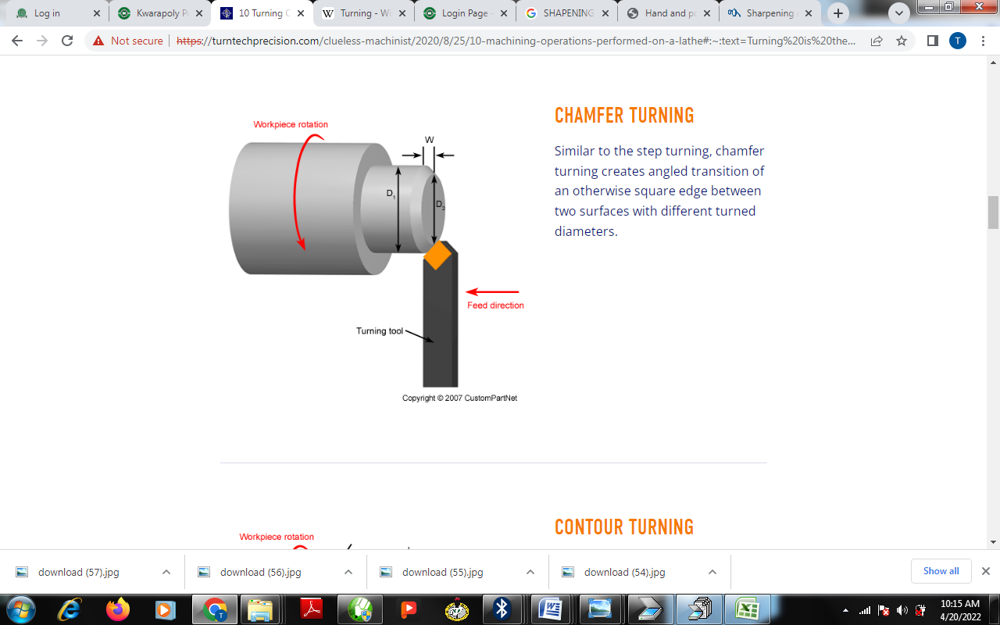 Log in
Kwarapoly Po
10 Turning C
Turning - Wi
Login Page -
SHAPENING
Hand and po
Sharpening
Not secure
https://turntechprecision.com/clueless-machinist/2020/8/25/10-machining-operations-performed-on-a-lathe#:~:text=Turning%20is%20the...
T
CHAMFER TURNING
Similar to the step turning, chamfer
turning creates angled transition of
an otherwise square edge between
two surfaces with different turned
diameters.
Workpiece rotation
W
D1
D2
Feed direction
Turning tool
Copyright © 2007 CustomPartNet
CONTOUR TURNING
Workpiece rotation
download (57).jpg
download (56).jpg
download (55).jpg
download (54).jpg
Show all
10:15 AM
4/20/2022